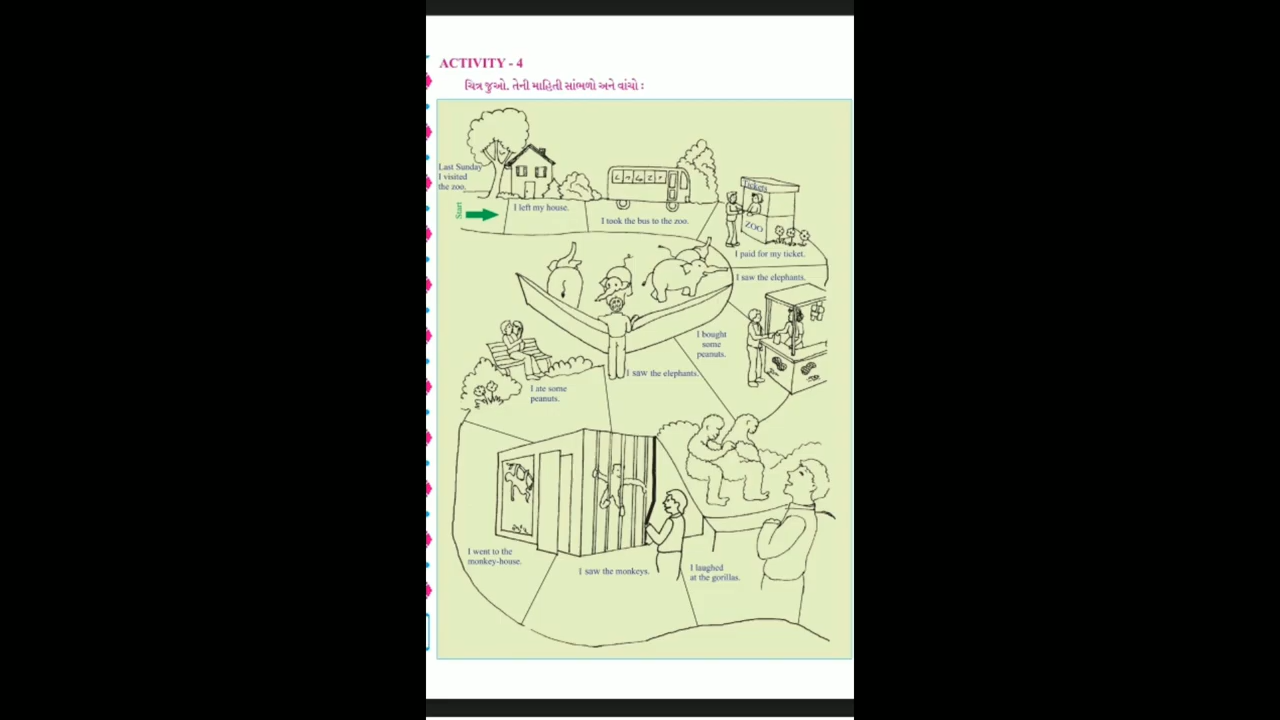 ACTIVITY - 4
ચિત્ર જુઓ. તેની માહિતી સાંભળો અને વાંચો :
Last Sunday
I visited
the zoo.
Start
I left my house.
I took the bus to the zoo.
Tickets
ZOO
I paid for my ticket.
I saw the elephants.
I bought
some
peanuts.
I saw the elephants.
I ate some
peanuts.
I went to the
monkey-house.
I saw the monkeys.
I laughed
at the gorillas.